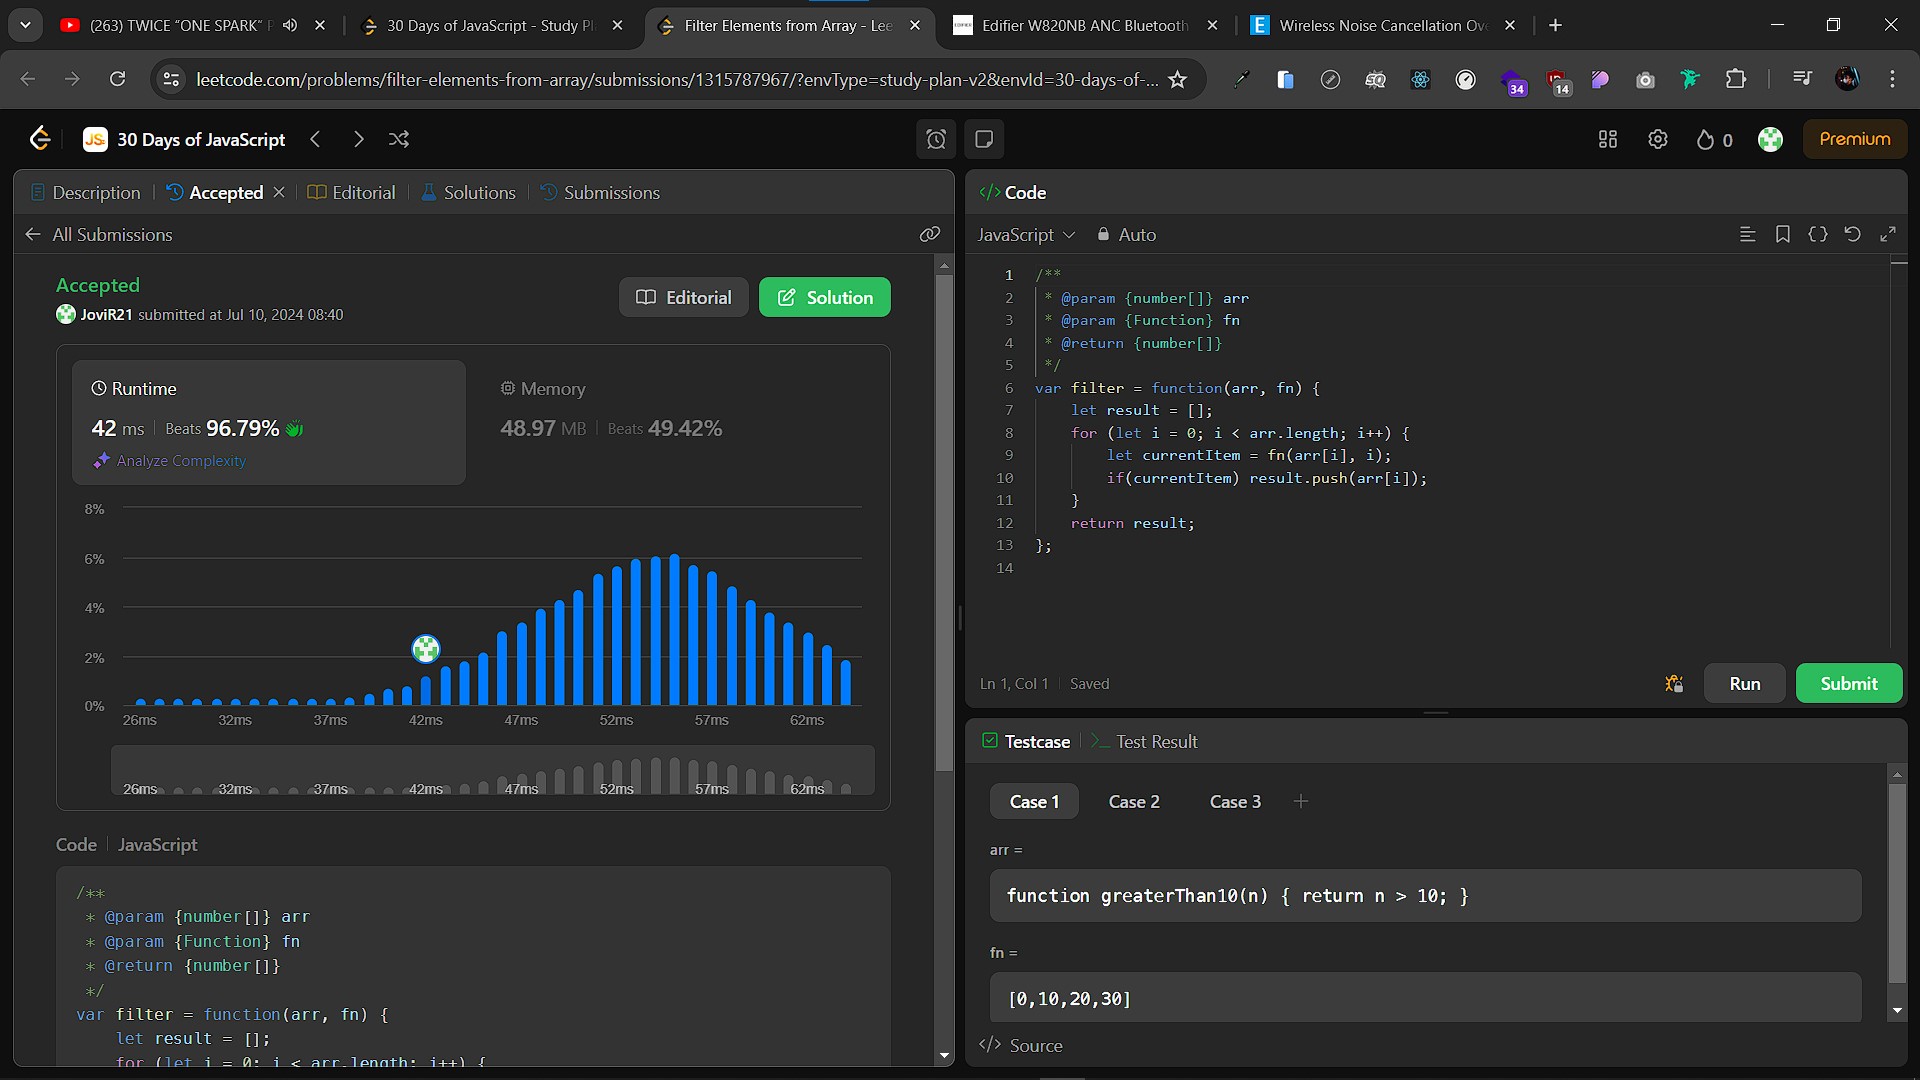 (263) TWICE “ONE SPARK”
30 Days of JavaScript - Study Pl
Filter Elements from Array - Lee
Edifier W820NB ANC Bluetooth
E
Wireless Noise Cancellation Ov
leetcode.com/problems/filter-elements-from-array/submissions/1315787967/?envType=study-plan-v2&envId=30-days-of-...
34
14
JS
30 Days of JavaScript
0
Premium
Description
Accepted
Editorial
Solutions
Submissions
All Submissions
Accepted
Editorial
Solution
JoviR21 submitted at Jul 10, 2024 08:40
Runtime
42 ms | Beats 96.79%
Analyze Complexity
Memory
48.97 MB | Beats 49.42%
8%
6%
4%
2%
0%
26ms 32ms 37ms 42ms 47ms 52ms 57ms 62ms
26ms 32ms 37ms 42ms 47ms 52ms 57ms 62ms
Code | JavaScript
/**
* @param {number[]} arr
* @param {Function} fn
* @return {number[]}
*/
var filter = function(arr, fn) {
let result = [];
for (let i = 0; i < arr.length; i++) {
</> Code
JavaScript
Auto
1 /**
2 * @param {number[]} arr
3 * @param {Function} fn
4 * @return {number[]}
5 */
6 var filter = function(arr, fn) {
7 let result = [];
8 for (let i = 0; i < arr.length; i++) {
9 let currentItem = fn(arr[i], i);
10 if(currentItem) result.push(arr[i]);
11 }
12 return result;
13 };
14
Ln 1, Col 1 | Saved
Run
Submit
Testcase
>_ Test Result
Case 1
Case 2
Case 3
+
arr =
function greaterThan10(n) { return n > 10; }
fn =
[0,10,20,30]
</> Source